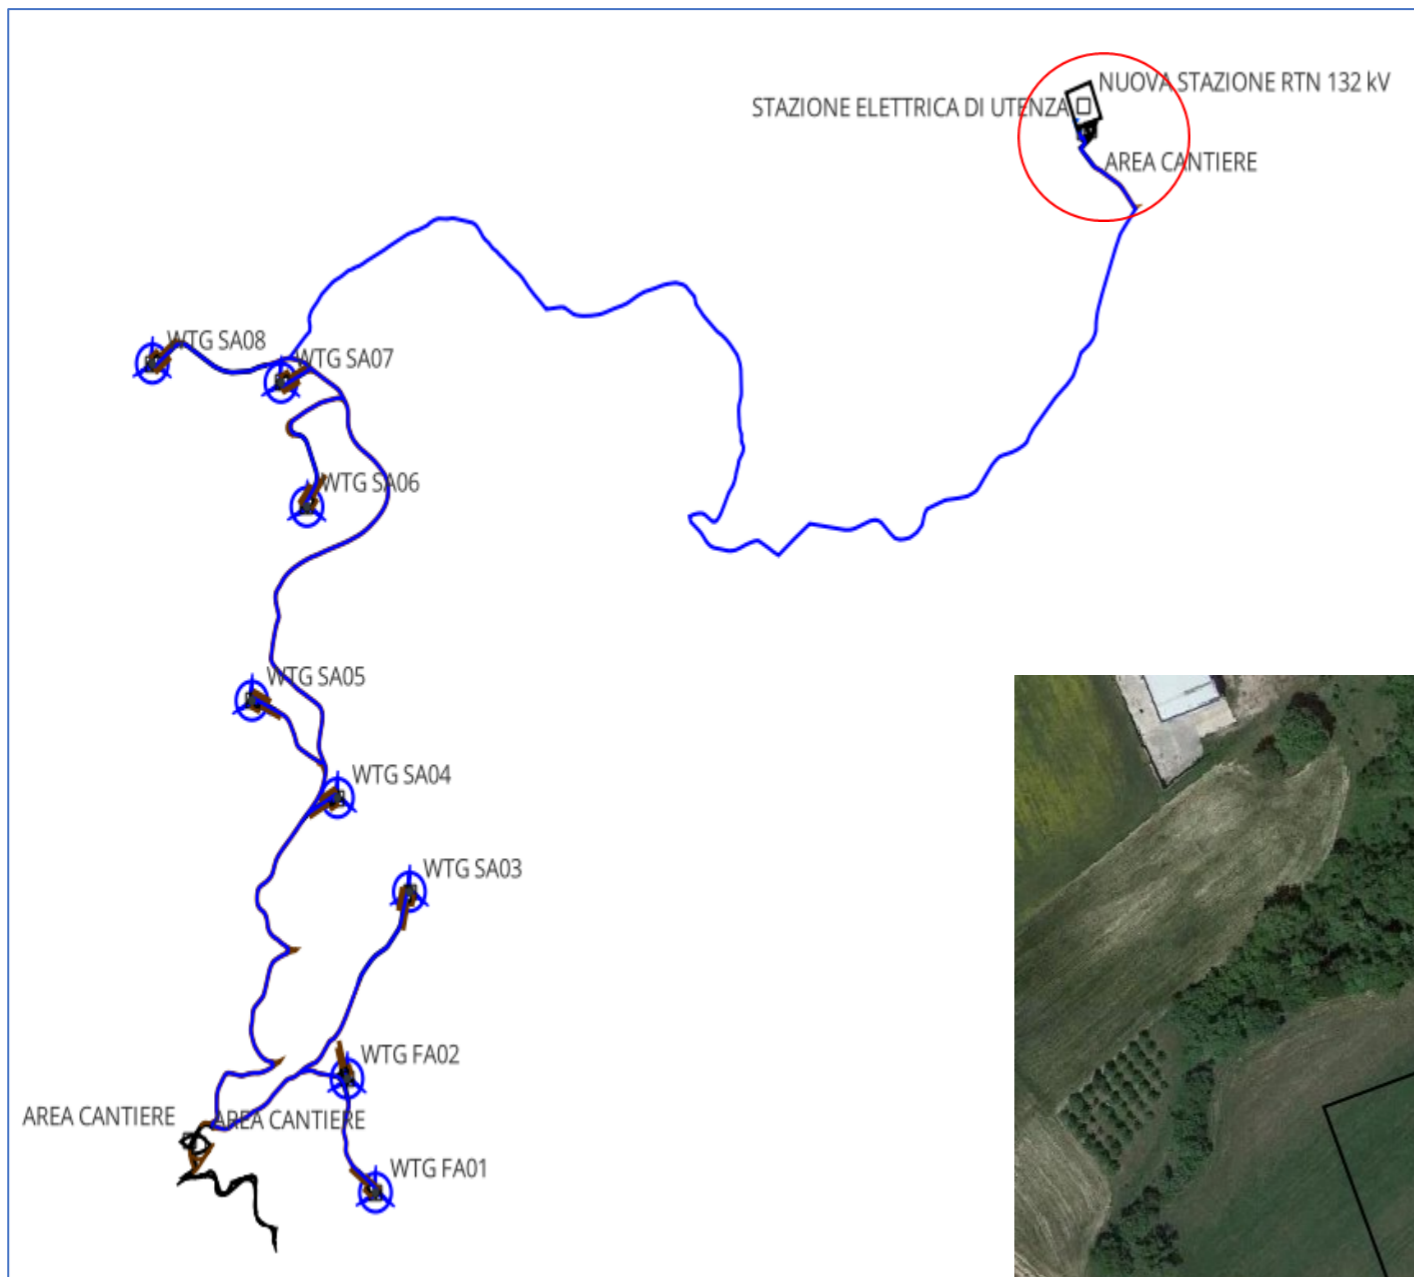 NUOVA STAZIONE RTN 132 kV
STAZIONE ELETTRICA DI UTENZA
AREA CANTIERE
WTG SA08
WTG SA07
WTG SA06
WTG SA05
WTG SA04
WTG SA03
WTG FA02
AREA CANTIERE
AREA CANTIERE
WTG FA01